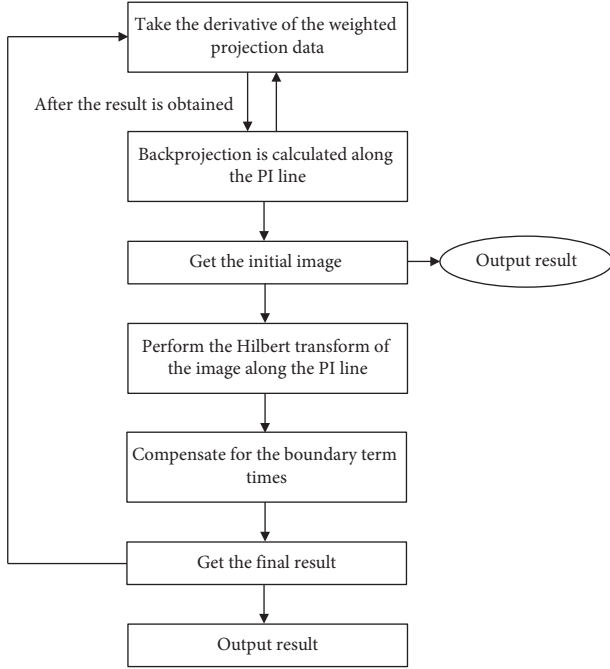 Take the derivative of the weighted
projection data
After the result is obtained
Backprojection is calculated along
the PI line
Get the initial image
Output result
Perform the Hilbert transform of
the image along the PI line
Compensate for the boundary term
times
Get the final result
Output result